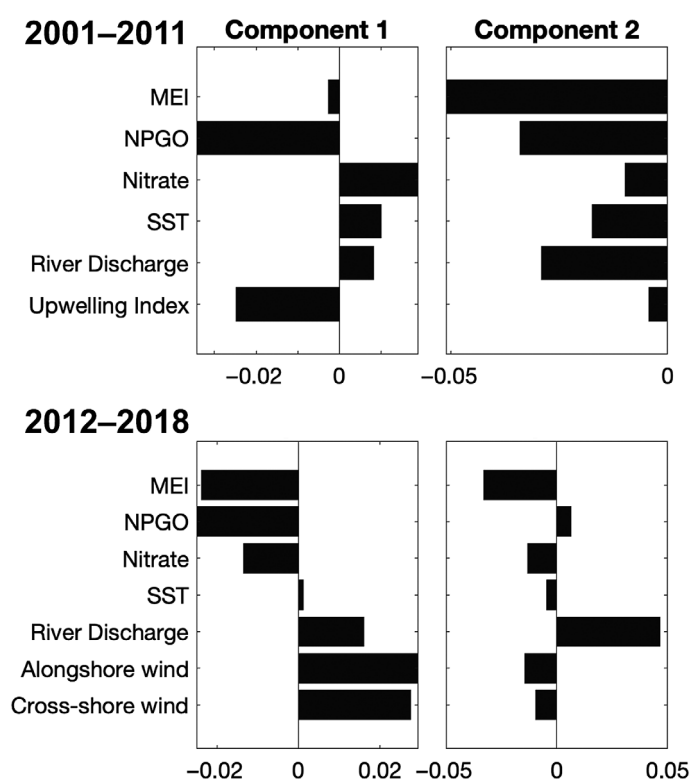 2001–2011
Component 1
Component 2
MEI
NPGO
Nitrate
SST
River Discharge
Upwelling Index
−0.02
0
−0.05
0
2012–2018
MEI
NPGO
Nitrate
SST
River Discharge
Alongshore wind
Cross-shore wind
−0.02
0
0.02
−0.05
0
0.05